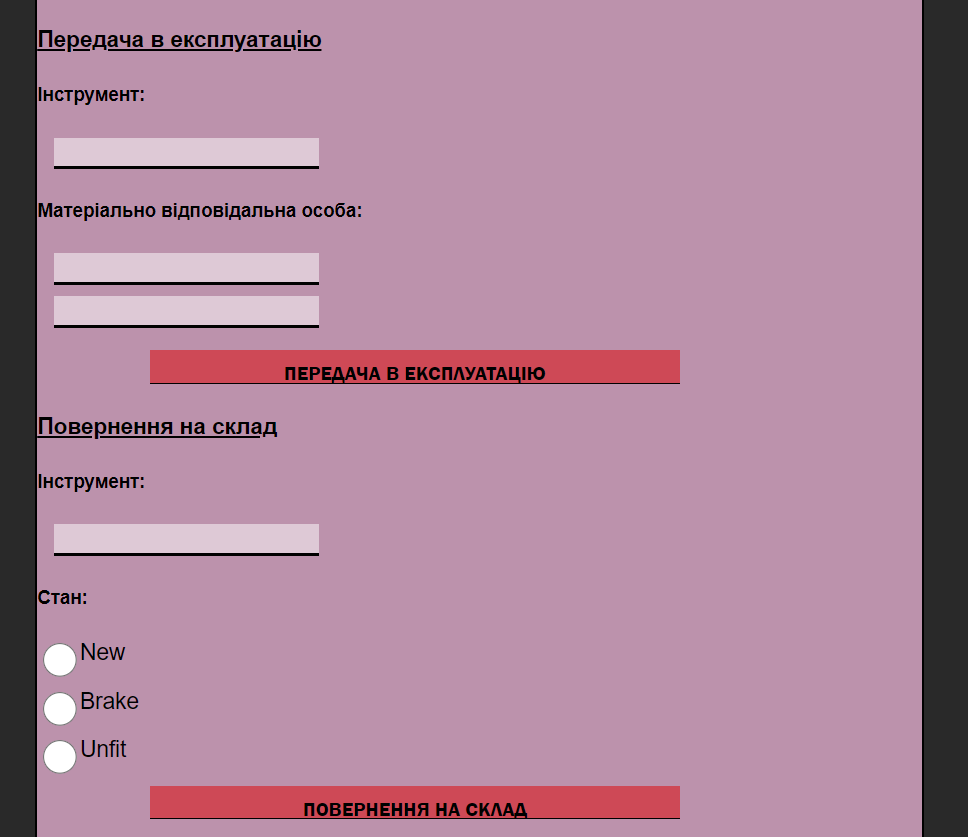 Передача в експлуатацію
Інструмент:
Матеріально відповідальна особа:
ПЕРЕДАЧА В ЕКСПЛУАТАЦІЮ
Повернення на склад
Інструмент:
Стан:
New
Brake
Unfit
ПОВЕРНЕННЯ НА СКЛАД